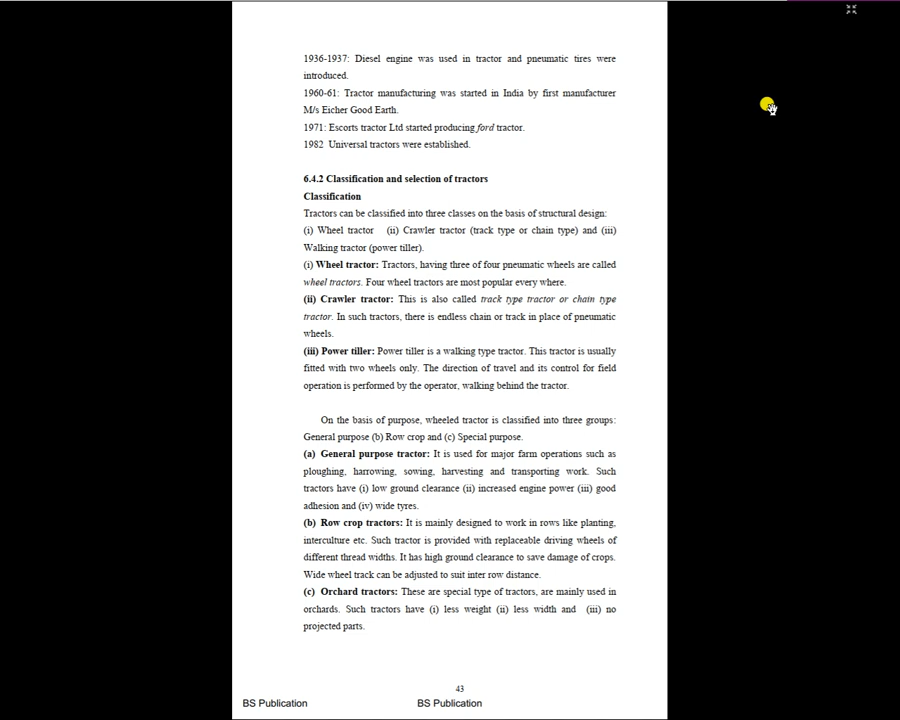 1936-1937: Diesel engine was used in tractor and pneumatic tires were
introduced.
1960-61: Tractor manufacturing was started in India by first manufacturer
M/s Eicher Good Earth.
1971: Escorts tractor Ltd started producing ford tractor.
1982 Universal tractors were established.
6.4.2 Classification and selection of tractors
Classification
Tractors can be classified into three classes on the basis of structural design:
(i) Wheel tractor (ii) Crawler tractor (track type or chain type) and (iii)
Walking tractor (power tiller).
(i) Wheel tractor: Tractors, having three of four pneumatic wheels are called
wheel tractors. Four wheel tractors are most popular every where.
(ii) Crawler tractor: This is also called track type tractor or chain type
tractor. In such tractors, there is endless chain or track in place of pneumatic
wheels.
(iii) Power tiller: Power tiller is a walking type tractor. This tractor is usually
fitted with two wheels only. The direction of travel and its control for field
operation is performed by the operator, walking behind the tractor.
On the basis of purpose, wheeled tractor is classified into three groups:
General purpose (b) Row crop and (c) Special purpose.
(a) General purpose tractor: It is used for major farm operations such as
ploughing, harrowing, sowing, harvesting and transporting work. Such
tractors have (i) low ground clearance (ii) increased engine power (iii) good
adhesion and (iv) wide tyres.
(b) Row crop tractors: It is mainly designed to work in rows like planting,
interculture etc. Such tractor is provided with replaceable driving wheels of
different thread widths. It has high ground clearance to save damage of crops.
Wide wheel track can be adjusted to suit inter row distance.
(c) Orchard tractors: These are special type of tractors, are mainly used in
orchards. Such tractors have (i) less weight (ii) less width and (iii) no
projected parts.
43
BS Publication BS Publication